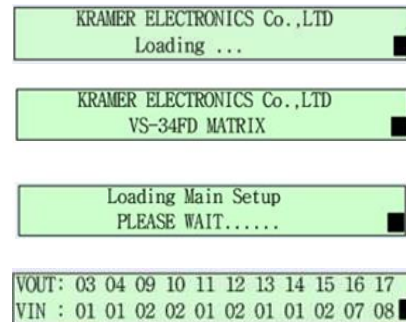 KRAMER ELECTRONICS Co.,LTD
Loading ...
KRAMER ELECTRONICS Co.,LTD
VS-34FD MATRIX
Loading Main Setup
PLEASE WAIT......
VOUT: 03 04 09 10 11 12 13 14 15 16 17
VIN : 01 01 02 02 01 02 01 01 02 07 08